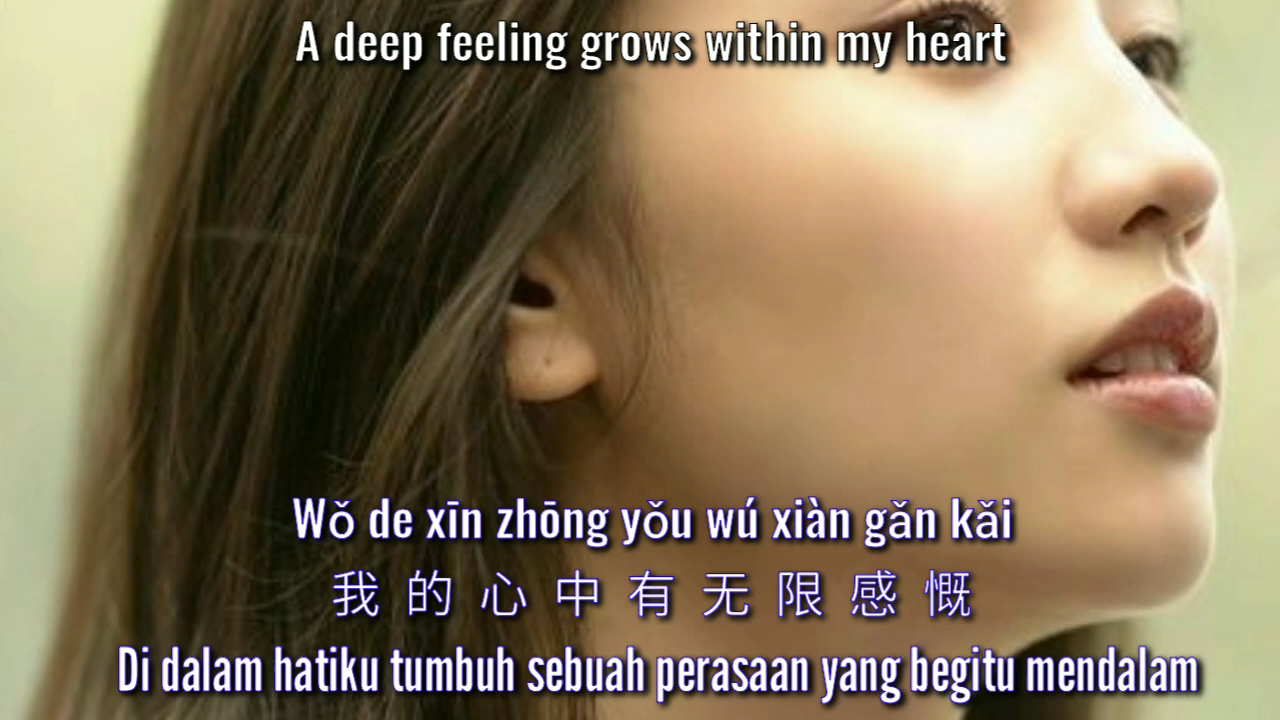 A deep feeling grows within my heart
Wǒ de xīn zhōng yǒu wú xiàn gǎn kǎi
我的心中有无限感慨
Di dalam hatiku tumbuh sebuah perasaan yang begitu mendalam